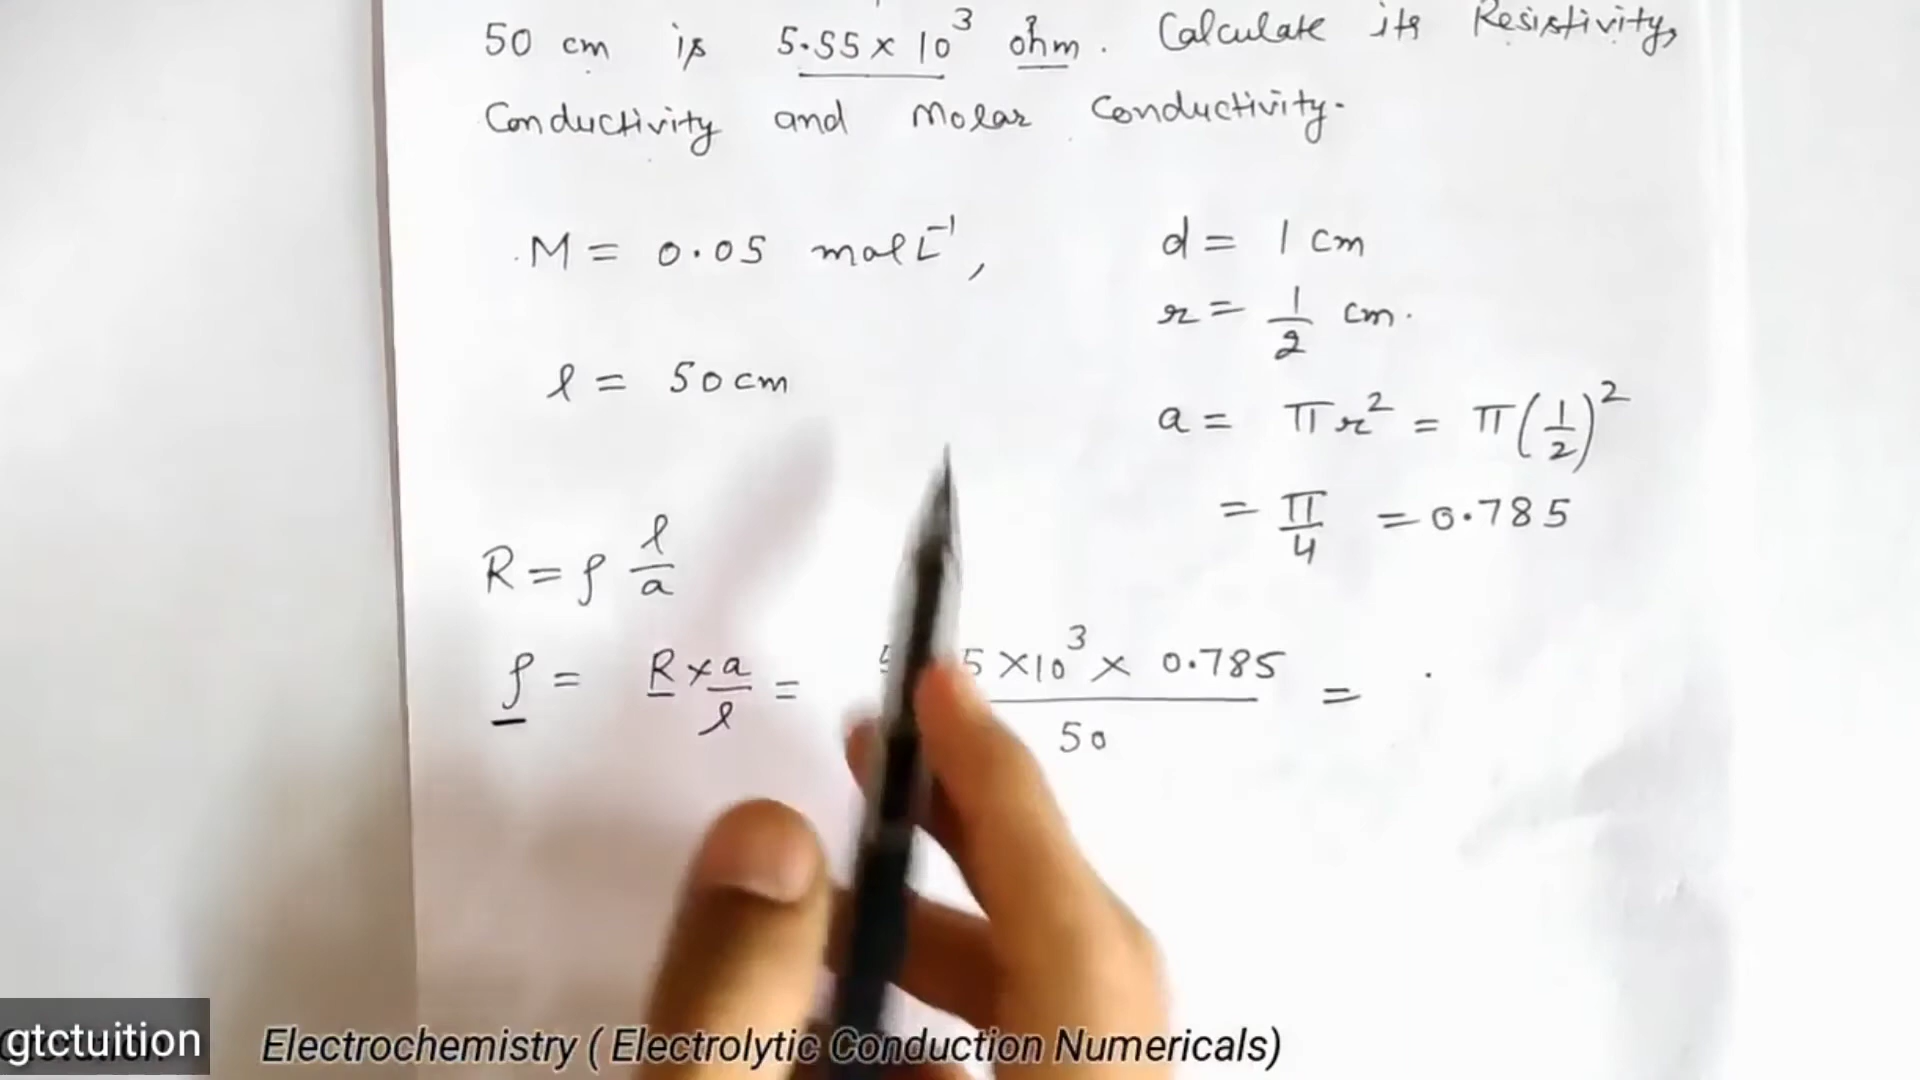 50 cm is 5.55 × 10³ ohm. Calculate its Resistivity,
Conductivity and Molar Conductivity.
M = 0.05 mol L⁻¹,
d = 1 cm
r = 1/2 cm.
l = 50 cm
a = πr² = π(1/2)²
= π/4 = 0.785
R = ρ l/a
ρ = R × a/l = 5 ×10³ × 0.785 / 50 =
gtctuition
Electrochemistry ( Electrolytic Conduction Numericals)